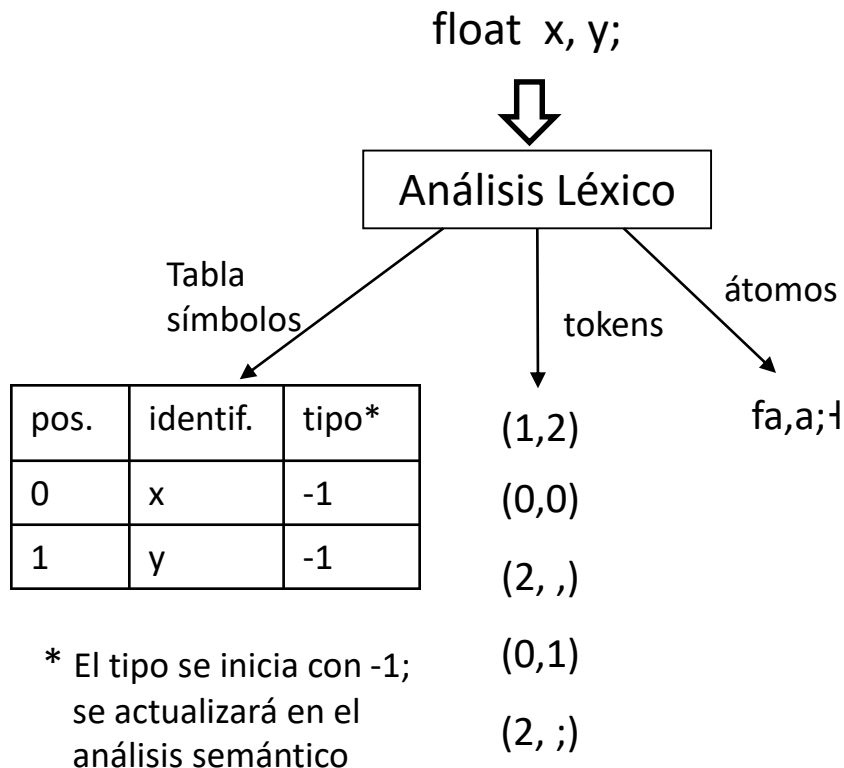 float x, y;
Análisis Léxico
Tabla
símbolos
tokens
átomos
pos. identif. tipo*
0 x -1
1 y -1
(1,2)
(0,0)
(2, ,)
(0,1)
(2, ;)
fa,a;⊣
* El tipo se inicia con -1;
se actualizará en el
análisis semántico